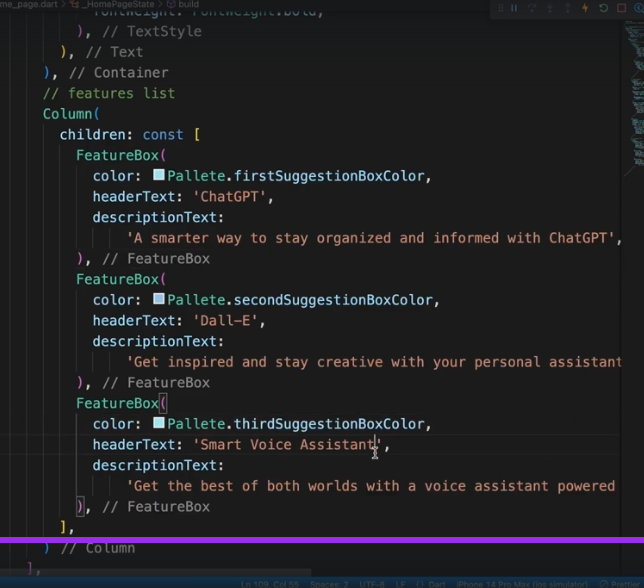 me_page.dart > _HomePageState > build
fontWeight: FontWeight.bold,
), // TextStyle
), // Text
), // Container
// features list
Column(
children: const [
FeatureBox(
color: Pallete.firstSuggestionBoxColor,
headerText: 'ChatGPT',
descriptionText:
'A smarter way to stay organized and informed with ChatGPT',
), // FeatureBox
FeatureBox(
color: Pallete.secondSuggestionBoxColor,
headerText: 'Dall-E',
descriptionText:
'Get inspired and stay creative with your personal assistant
), // FeatureBox
FeatureBox(
color: Pallete.thirdSuggestionBoxColor,
headerText: 'Smart Voice Assistant',
descriptionText:
'Get the best of both worlds with a voice assistant powered
), // FeatureBox
],
) // Column
],
Ln 109, Col 55 Spaces: 2 UTF-8 LF {} Dart iPhone 14 Pro Max (ios simulator) Prettier